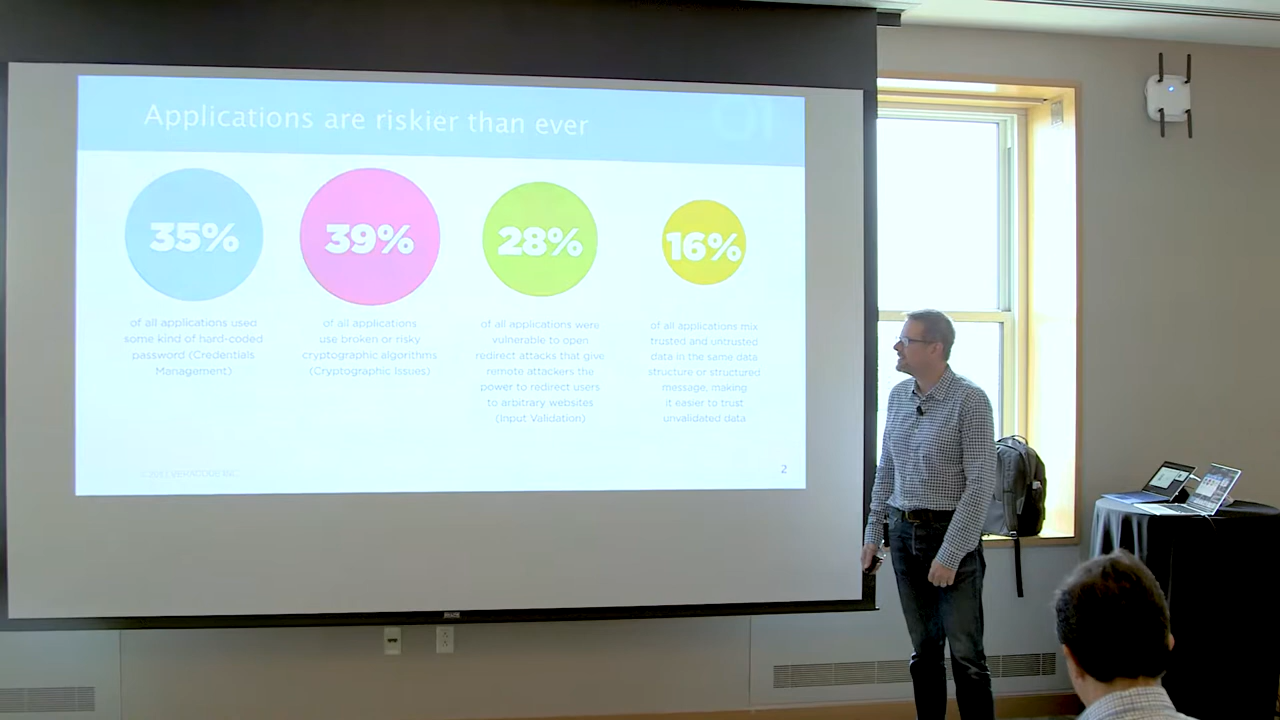 Applications are riskier than ever
35%
of all applications used
some kind of hard-coded
password (Credentials
Management)
39%
of all applications
use broken or risky
cryptographic algorithms
(Cryptographic Issues)
28%
of all applications were
vulnerable to open
redirect attacks that give
remote attackers the
power to redirect users
to arbitrary websites
(Input Validation)
16%
of all applications mix
trusted and untrusted
data in the same data
structure or structured
message, making
it easier to trust
unvalidated data
2